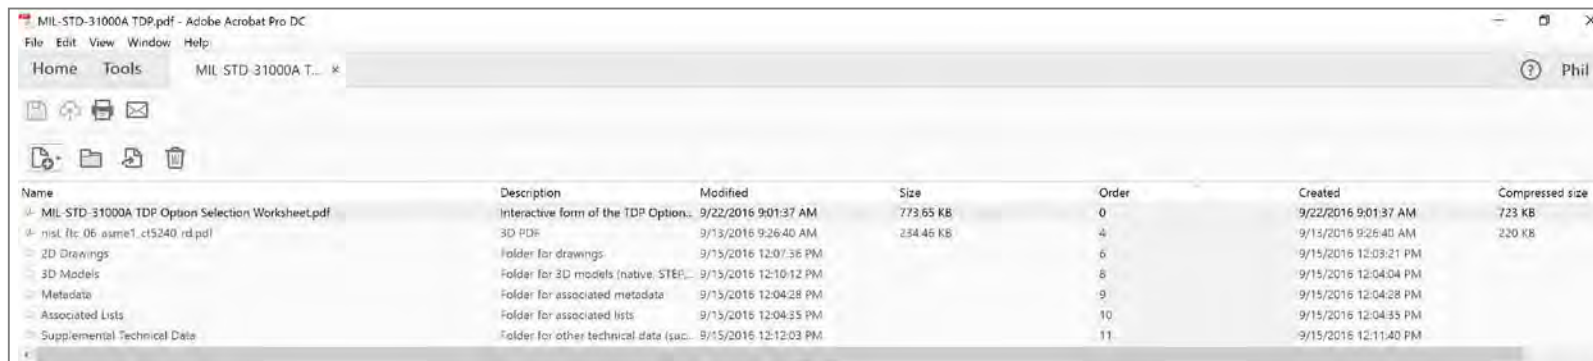 MIL-STD-31000A TDP.pdf - Adobe Acrobat Pro DC
File Edit View Window Help
Home Tools MIL-STD-31000A T... × ? Phil
Name Description Modified Size Order Created Compressed size
MIL-STD-31000A TDP Option Selection Worksheet.pdf Interactive form of the TDP Option... 9/22/2016 9:01:37 AM 773.65 KB 0 9/22/2016 9:01:37 AM 723 KB
nist_ftc_06_asme1_ct5240_rd.pdf 3D PDF 9/13/2016 9:26:40 AM 234.46 KB 4 9/13/2016 9:26:40 AM 220 KB
2D Drawings Folder for drawings 9/15/2016 12:07:36 PM 6 9/15/2016 12:03:21 PM
3D Models Folder for 3D models (native, STEP,... 9/15/2016 12:10:12 PM 8 9/15/2016 12:04:04 PM
Metadata Folder for associated metadata 9/15/2016 12:04:28 PM 9 9/15/2016 12:04:28 PM
Associated Lists Folder for associated lists 9/15/2016 12:04:35 PM 10 9/15/2016 12:04:35 PM
Supplemental Technical Data Folder for other technical data (suc... 9/15/2016 12:12:03 PM 11 9/15/2016 12:11:40 PM